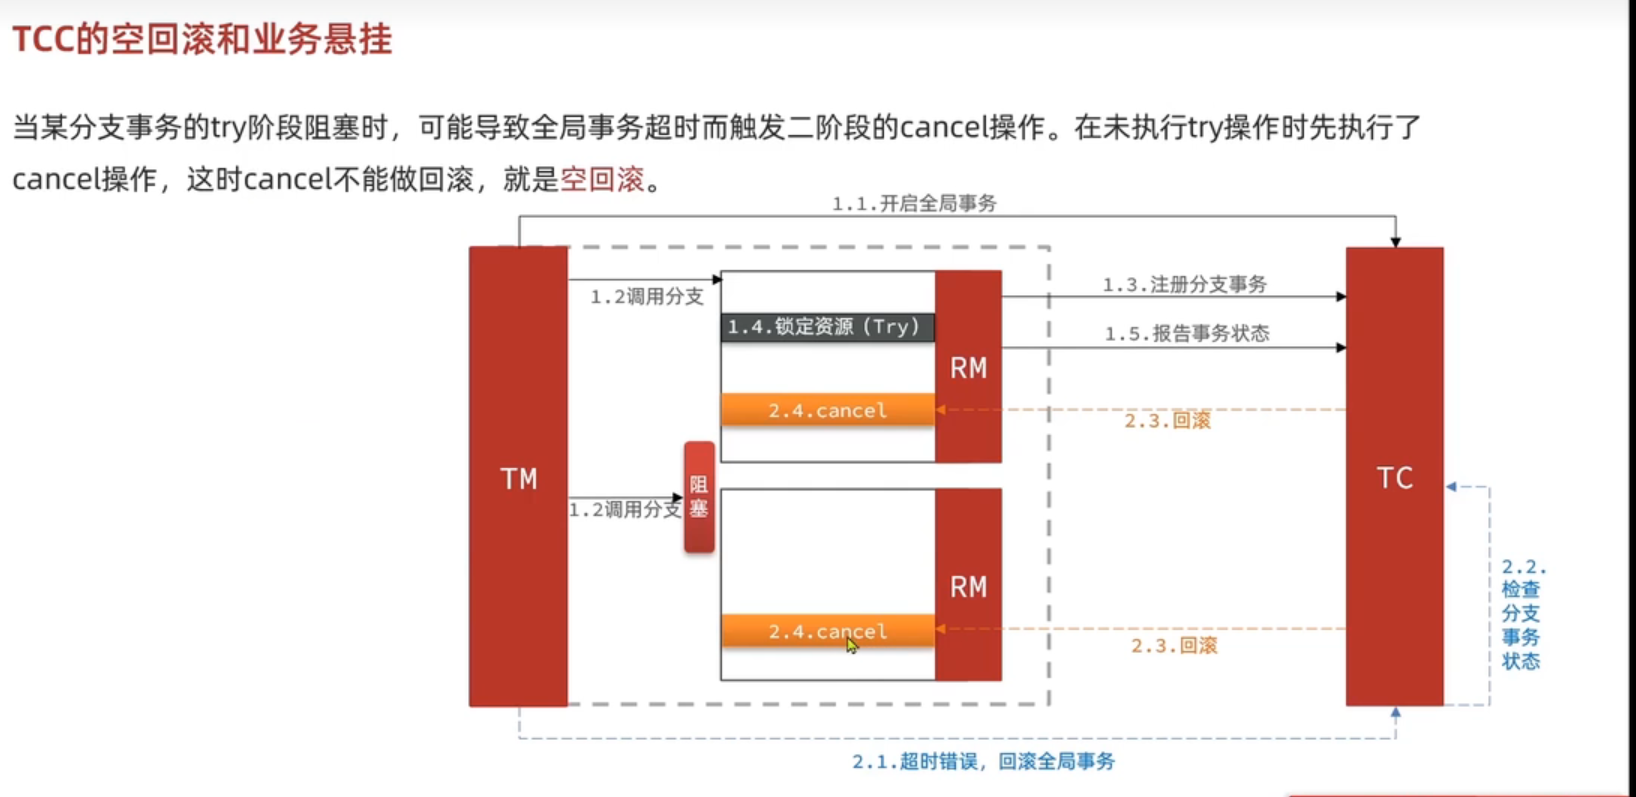 TCC的空回滚和业务悬挂
当某分支事务的try阶段阻塞时，可能导致全局事务超时而触发二阶段的cancel操作。在未执行try操作时先执行了
cancel操作，这时cancel不能做回滚，就是空回滚。
1.1.开启全局事务
1.2调用分支
1.3.注册分支事务
1.4.锁定资源（Try）
1.5.报告事务状态
RM
2.4.cancel
2.3.回滚
TM
阻
塞
TC
1.2调用分支
RM
2.2.
检查
分支
事务
状态
2.4.cancel
2.3.回滚
2.1.超时错误，回滚全局事务